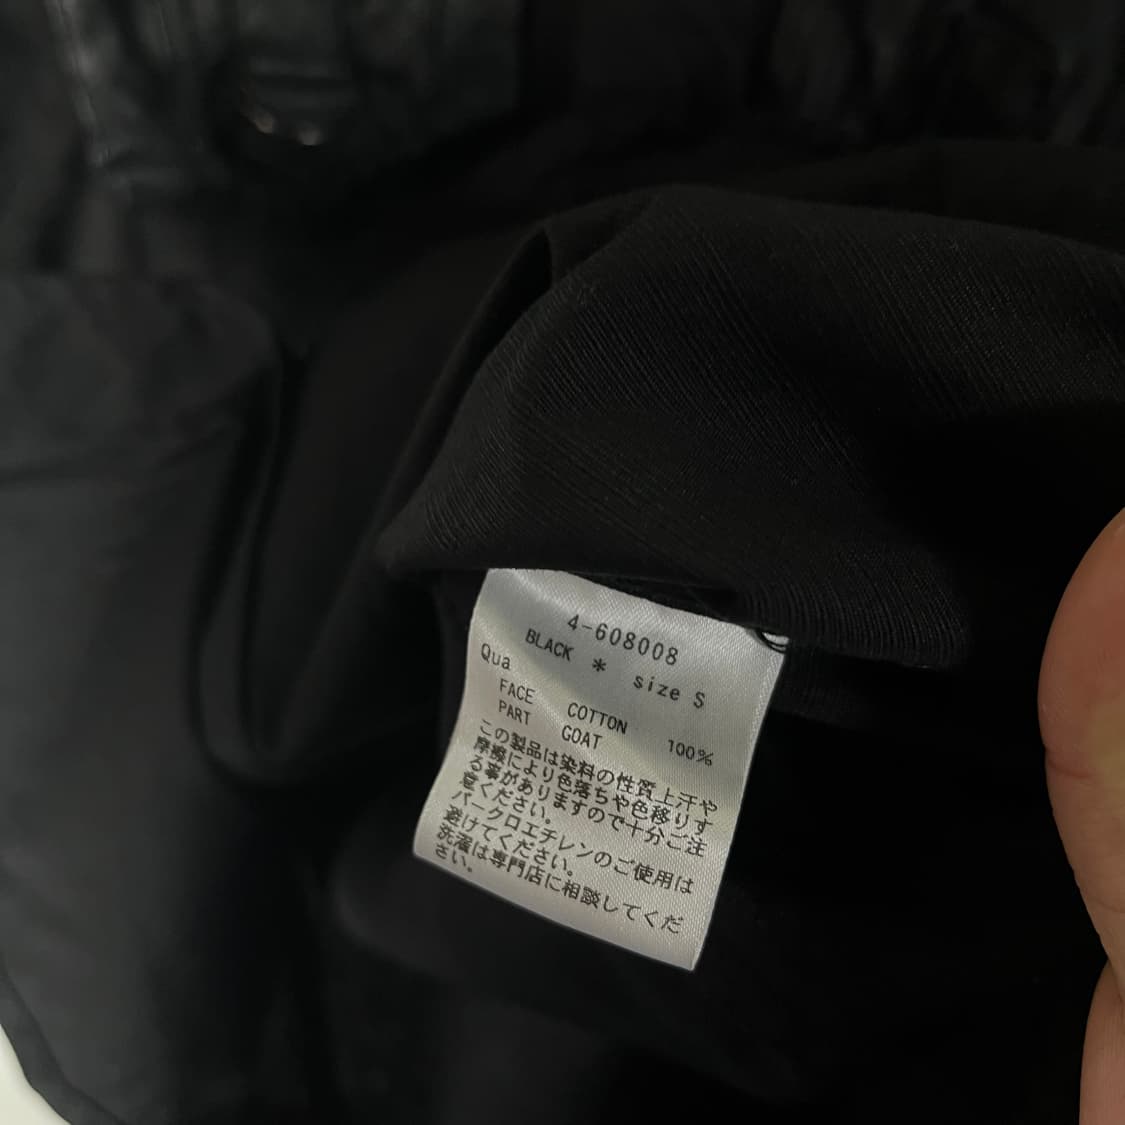 4-608008
BLACK * size S
Qua
FACE COTTON 100%
PART GOAT
この製品は染料の性質上汗や
摩擦により色落ちや色移りす
る事がありますので十分ご注
意ください。
パークロエチレンのご使用は
避けてください。
洗濯は専門店に相談してくだ
さい。